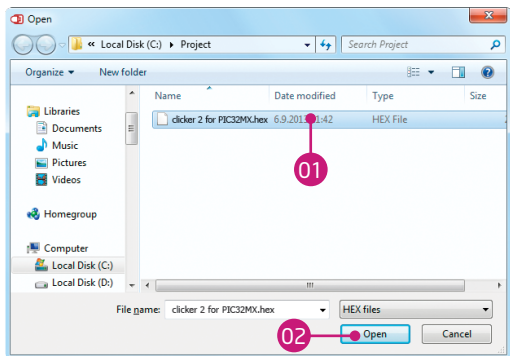 Open
« Local Disk (C:) ▸ Project
Search Project
Organize
New folder
Name
Date modified
Type
Size
Libraries
Documents
Music
Pictures
Videos
Homegroup
Computer
Local Disk (C:)
Local Disk (D:)
clicker 2 for PIC32MX.hex
HEX File
01
File name:
clicker 2 for PIC32MX.hex
HEX files
02
Open
Cancel